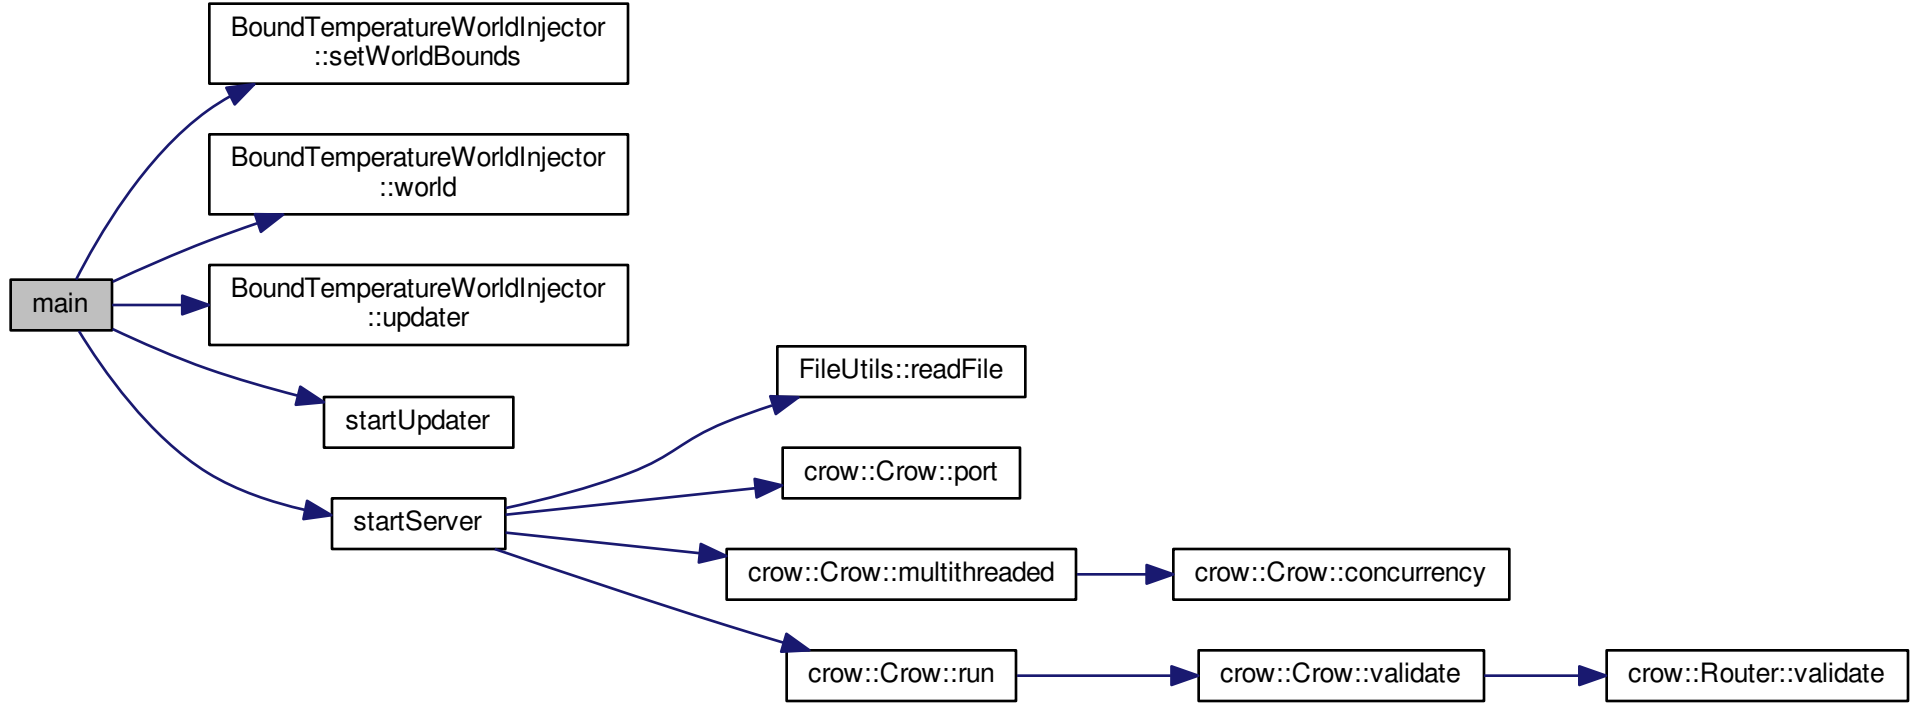 BoundTemperatureWorldInjector
::setWorldBounds
BoundTemperatureWorldInjector
::world
main
BoundTemperatureWorldInjector
::updater
FileUtils::readFile
startUpdater
crow::Crow::port
startServer
crow::Crow::multithreaded
crow::Crow::concurrency
crow::Crow::run
crow::Crow::validate
crow::Router::validate